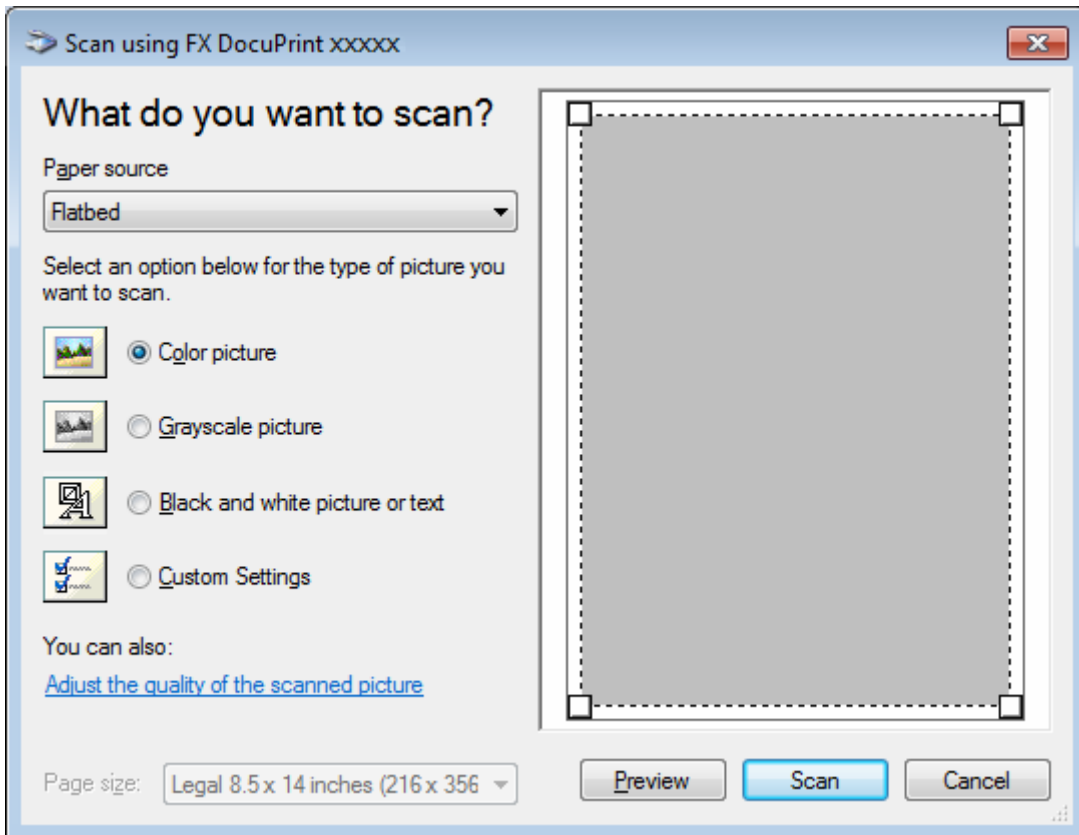 Scan using FX DocuPrint xxxxx
What do you want to scan?
Paper source
Flatbed
Select an option below for the type of picture you
want to scan.
Color picture
Grayscale picture
Black and white picture or text
Custom Settings
You can also:
Adjust the quality of the scanned picture
Page size: Legal 8.5 x 14 inches (216 x 356
Preview Scan Cancel